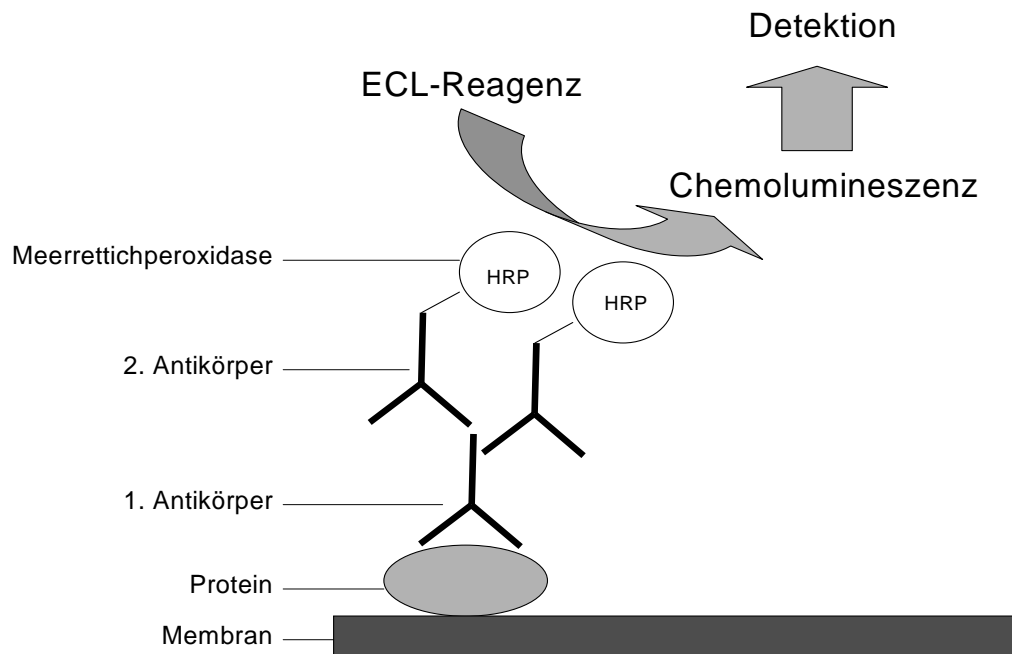 Detektion
ECL-Reagenz
Chemolumineszenz
Meerrettichperoxidase
HRP
HRP
2. Antikörper
1. Antikörper
Protein
Membran